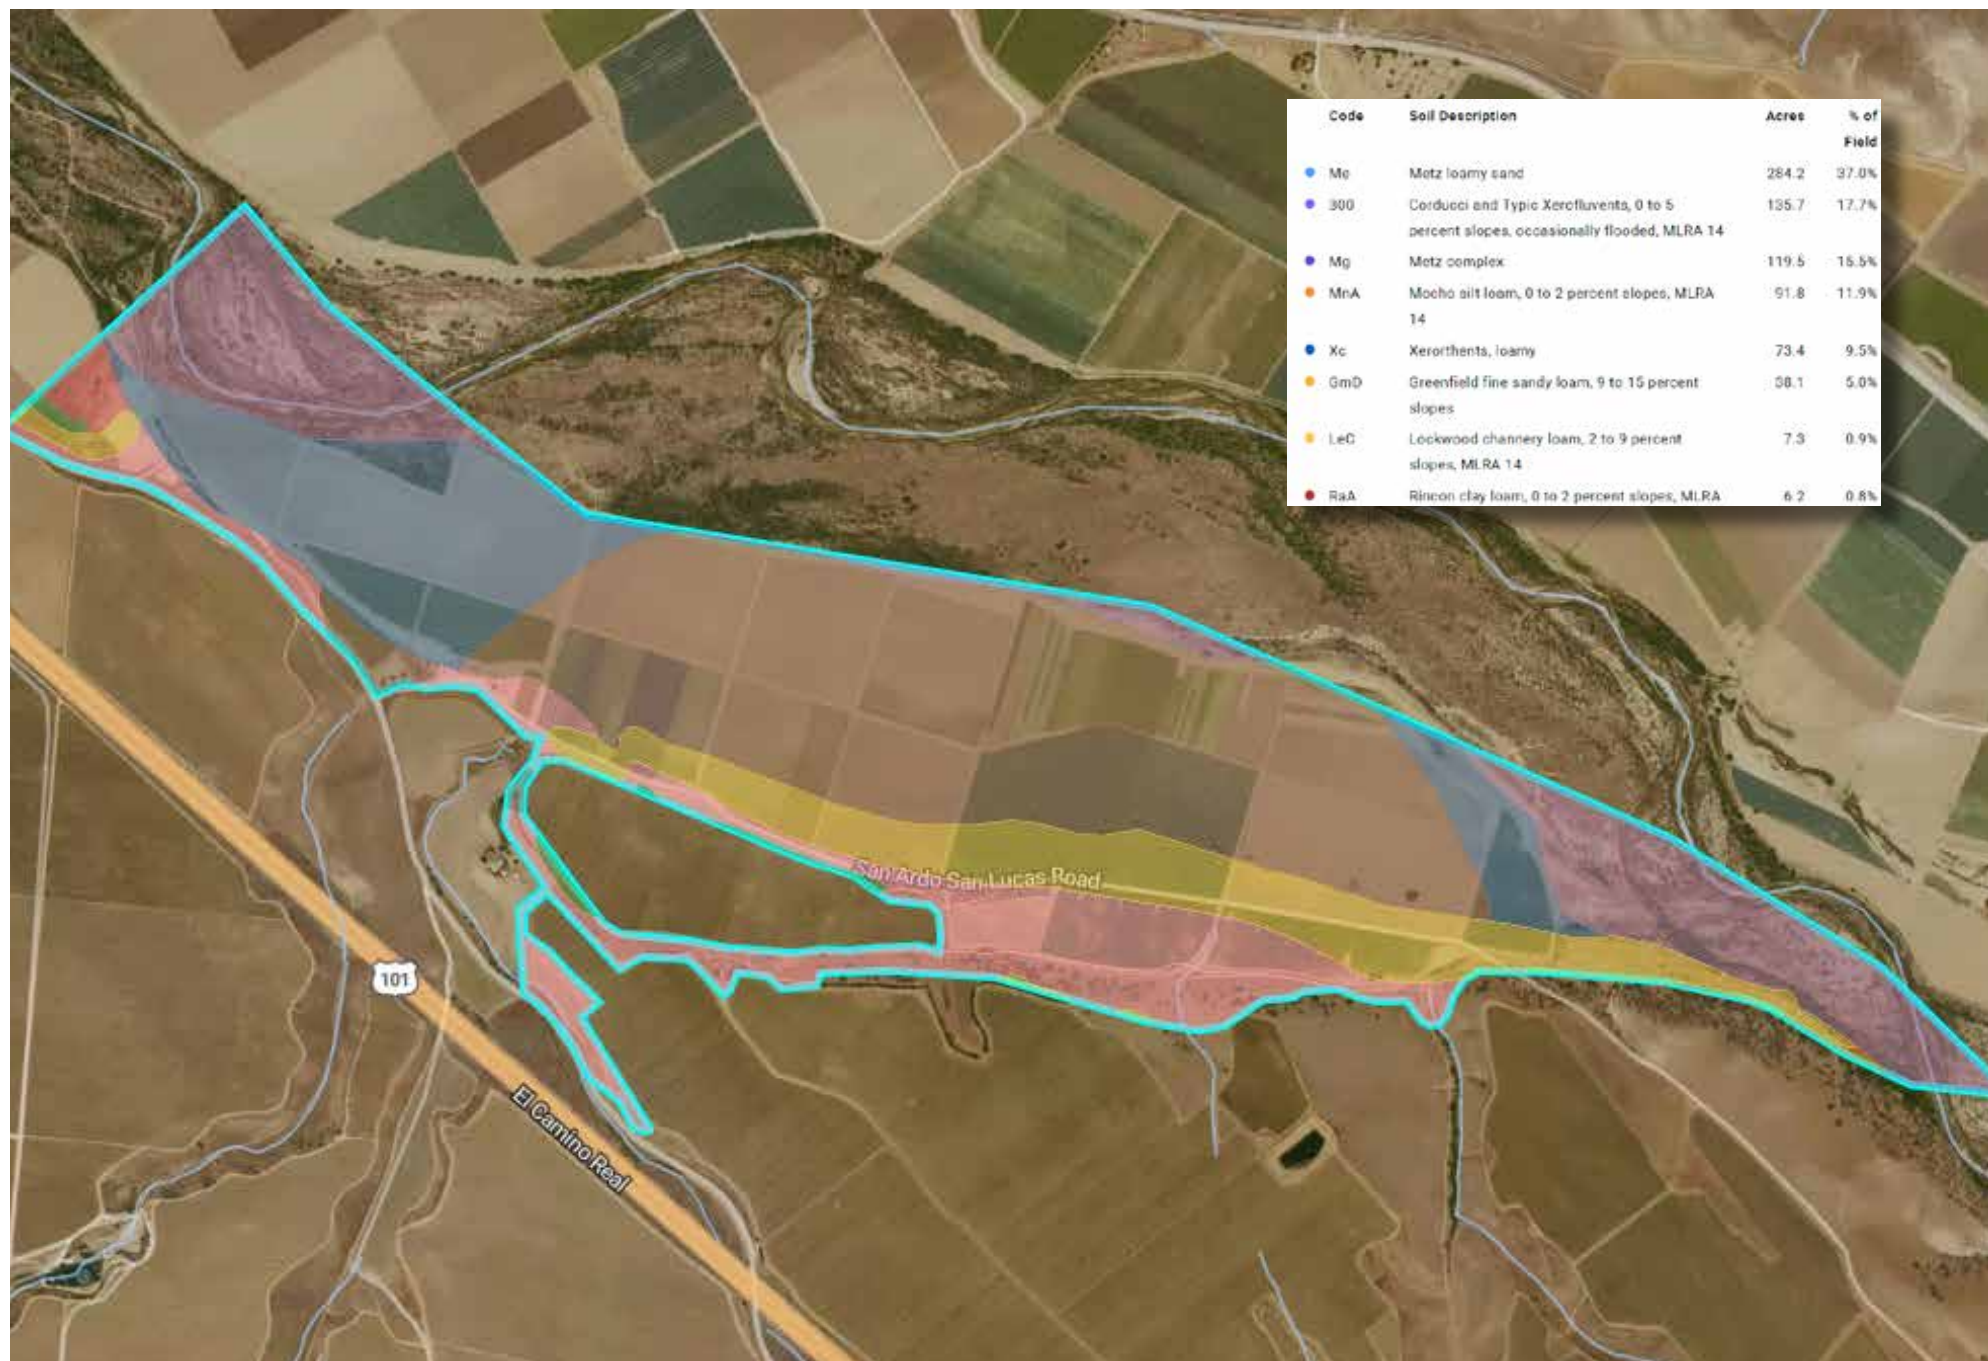 Code Soil Description Acres % of
Field
Me Metz loamy sand 284.2 37.0%
300 Corducci and Typic Xerofluvents, 0 to 5
percent slopes, occasionally flooded, MLRA 14 135.7 17.7%
Mg Metz complex 119.5 15.5%
MnA Mocho silt loam, 0 to 2 percent slopes, MLRA
14 91.8 11.9%
Xc Xerorthents, loamy 73.4 9.5%
GmD Greenfield fine sandy loam, 9 to 15 percent
slopes 38.1 5.0%
LeC Lockwood channery loam, 2 to 9 percent
slopes, MLRA 14 7.3 0.9%
RaA Rincon clay loam, 0 to 2 percent slopes, MLRA 6.2 0.8%
San Ardo San Lucas Road
101
El Camino Real